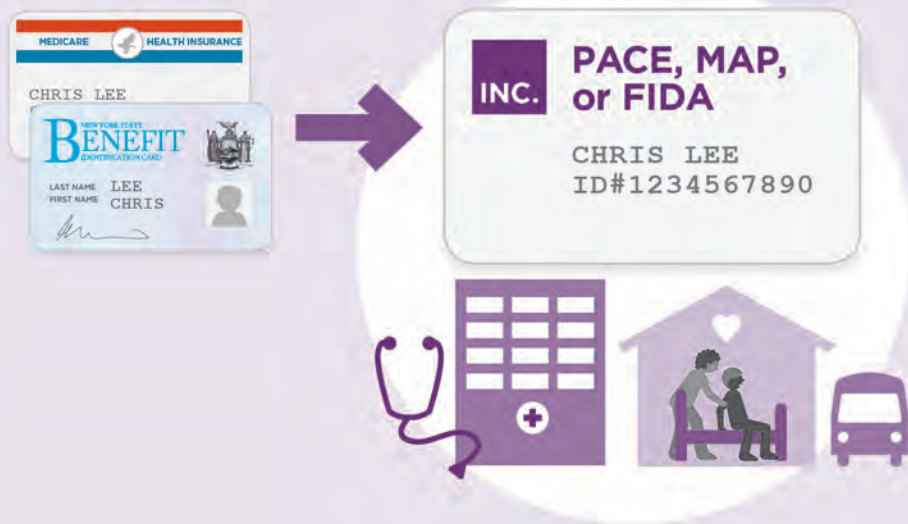 MEDICARE HEALTH INSURANCE
CHRIS LEE
NEW YORK STATE
BENEFIT
IDENTIFICATION CARD
LAST NAME LEE
FIRST NAME CHRIS
INC.
PACE, MAP,
or FIDA
CHRIS LEE
ID#1234567890